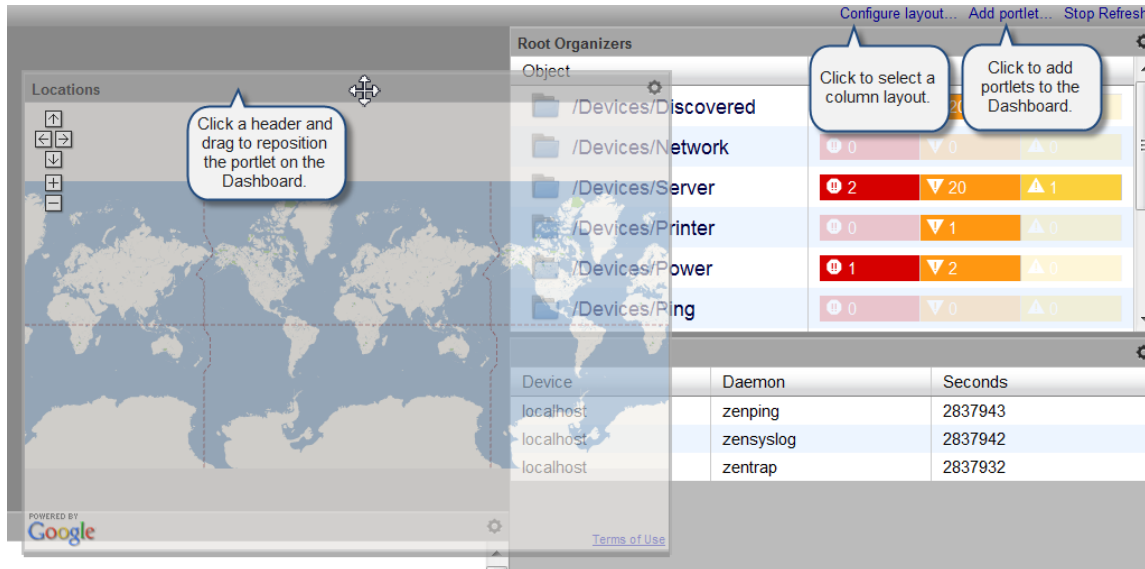 Configure layout... Add portlet... Stop Refresh
Root Organizers
Object
Click to select a
column layout.
Click to add
portlets to the
Dashboard.
Locations
Click a header and
drag to reposition
the portlet on the
Dashboard.
/Devices/Discovered
/Devices/Network 0 0 0
/Devices/Server 2 20 1
/Devices/Printer 0 1 0
/Devices/Power 1 2 0
/Devices/Ping 0 0 0
Device Daemon Seconds
localhost zenping 2837943
localhost zensyslog 2837942
localhost zentrap 2837932
POWERED BY
Google
Terms of Use